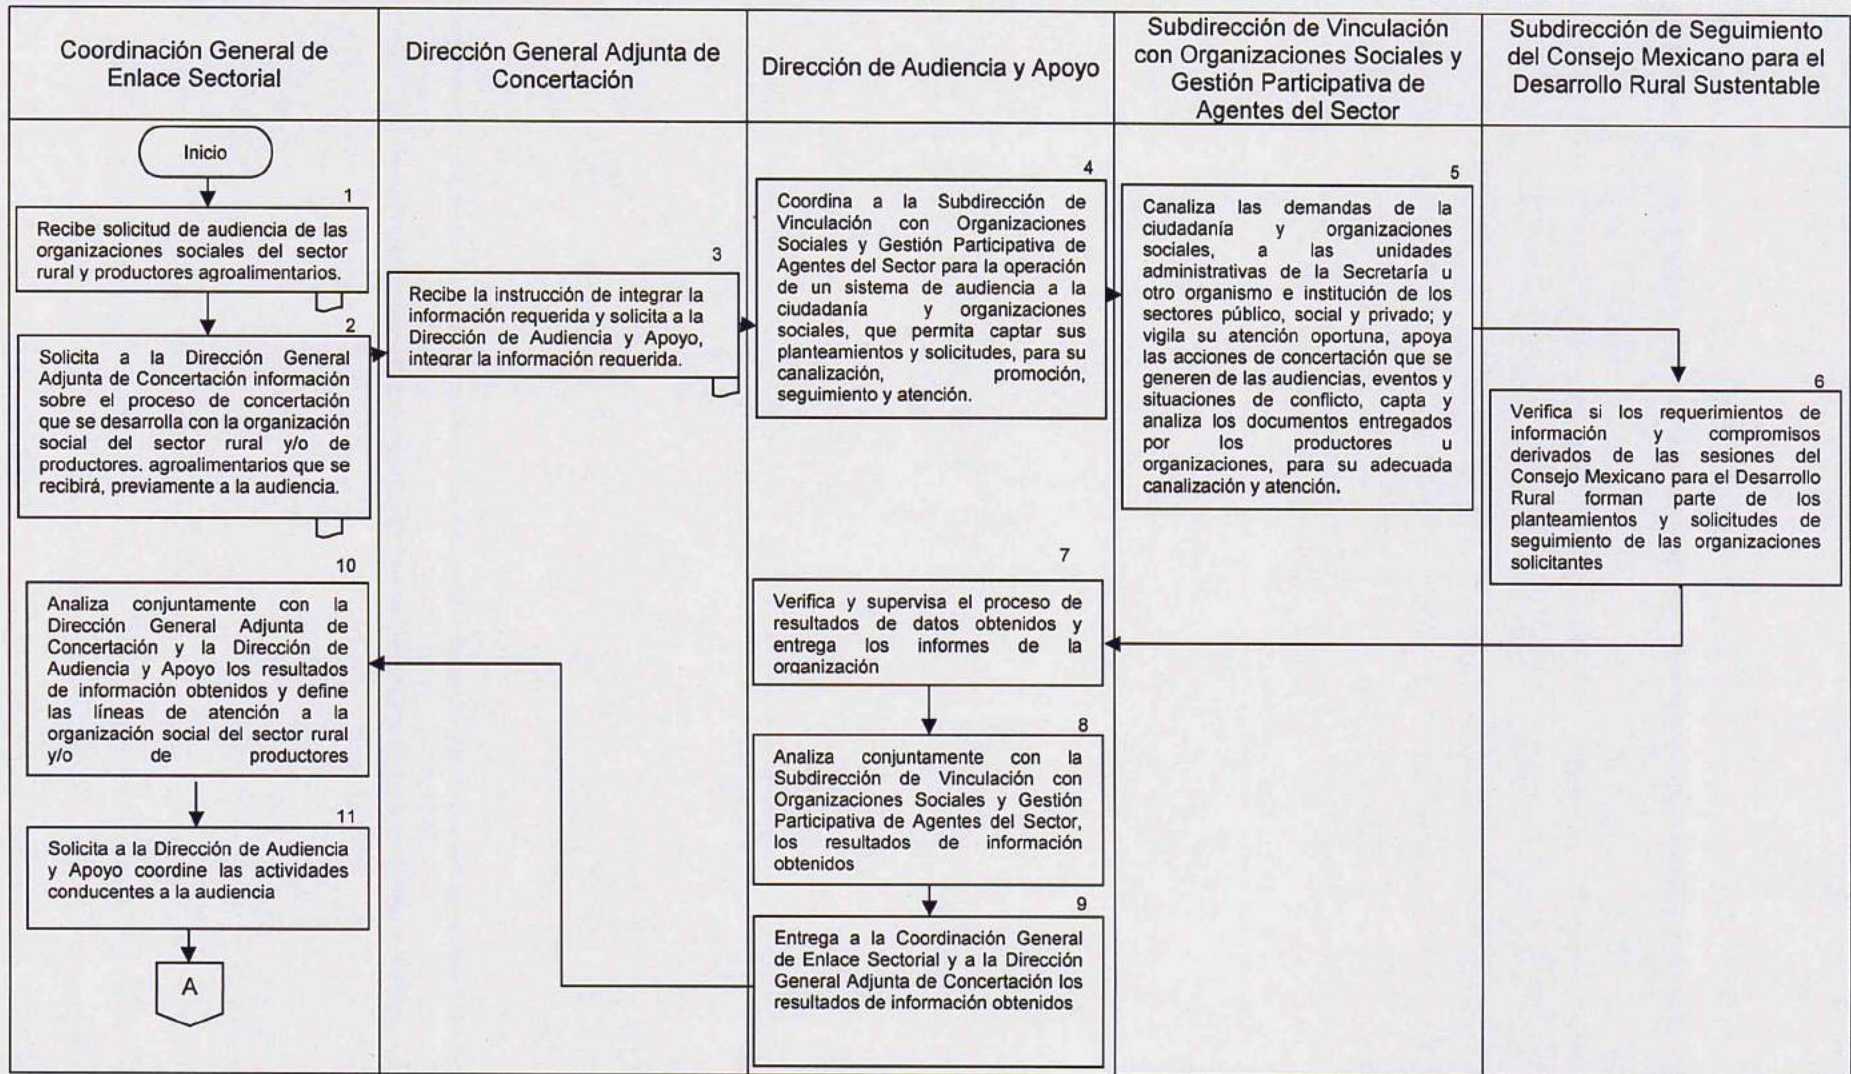 Coordinación General de
Enlace Sectorial
Dirección General Adjunta de
Concertación
Dirección de Audiencia y Apoyo
Subdirección de Vinculación
con Organizaciones Sociales y
Gestión Participativa de
Agentes del Sector
Subdirección de Seguimiento
del Consejo Mexicano para el
Desarrollo Rural Sustentable
Inicio
1
Recibe solicitud de audiencia de las
organizaciones sociales del sector
rural y productores agroalimentarios.
2
Solicita a la Dirección General
Adjunta de Concertación información
sobre el proceso de concertación
que se desarrolla con la organización
social del sector rural y/o de
productores. agroalimentarios que se
recibirá, previamente a la audiencia.
3
Recibe la instrucción de integrar la
información requerida y solicita a la
Dirección de Audiencia y Apoyo,
integrar la información requerida.
4
Coordina a la Subdirección de
Vinculación con Organizaciones
Sociales y Gestión Participativa de
Agentes del Sector para la operación
de un sistema de audiencia a la
ciudadanía y organizaciones
sociales, que permita captar sus
planteamientos y solicitudes, para su
canalización, promoción,
seguimiento y atención.
5
Canaliza las demandas de la
ciudadanía y organizaciones
sociales, a las unidades
administrativas de la Secretaría u
otro organismo e institución de los
sectores público, social y privado; y
vigila su atención oportuna, apoya
las acciones de concertación que se
generen de las audiencias, eventos y
situaciones de conflicto, capta y
analiza los documentos entregados
por los productores u
organizaciones, para su adecuada
canalización y atención.
6
Verifica si los requerimientos de
información y compromisos
derivados de las sesiones del
Consejo Mexicano para el Desarrollo
Rural forman parte de los
planteamientos y solicitudes de
seguimiento de las organizaciones
solicitantes
7
Verifica y supervisa el proceso de
resultados de datos obtenidos y
entrega los informes de la
organización
8
Analiza conjuntamente con la
Subdirección de Vinculación con
Organizaciones Sociales y Gestión
Participativa de Agentes del Sector,
los resultados de información
obtenidos
9
Entrega a la Coordinación General
de Enlace Sectorial y a la Dirección
General Adjunta de Concertación los
resultados de información obtenidos
10
Analiza conjuntamente con la
Dirección General Adjunta de
Concertación y la Dirección de
Audiencia y Apoyo los resultados
de información obtenidos y define
las líneas de atención a la
organización social del sector rural
y/o de productores
11
Solicita a la Dirección de Audiencia
y Apoyo coordine las actividades
conducentes a la audiencia
A